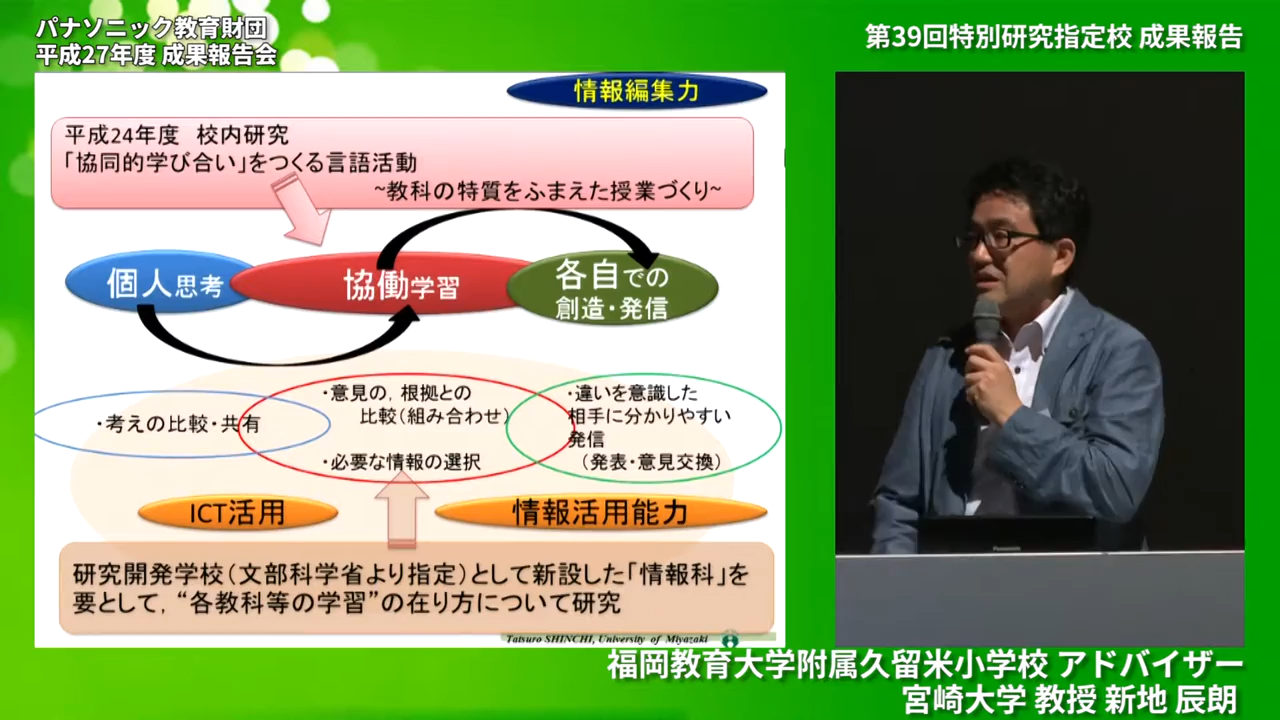 パナソニック教育財団
平成27年度 成果報告会
第39回特別研究指定校 成果報告
情報編集力
平成24年度 校内研究
「協同的学び合い」をつくる言語活動
~教科の特質をふまえた授業づくり~
個人思考
協働学習
各自での
創造・発信
・考えの比較・共有
・意見の，根拠との
比較（組み合わせ）
・必要な情報の選択
・違いを意識した
相手に分かりやすい
発信
（発表・意見交換）
ICT活用
情報活用能力
研究開発学校（文部科学省より指定）として新設した「情報科」を
要として，“各教科等の学習”の在り方について研究
Tatsuro SHINCHI, University of Miyazaki
Panasonic
福岡教育大学附属久留米小学校 アドバイザー
宮崎大学 教授 新地 辰朗